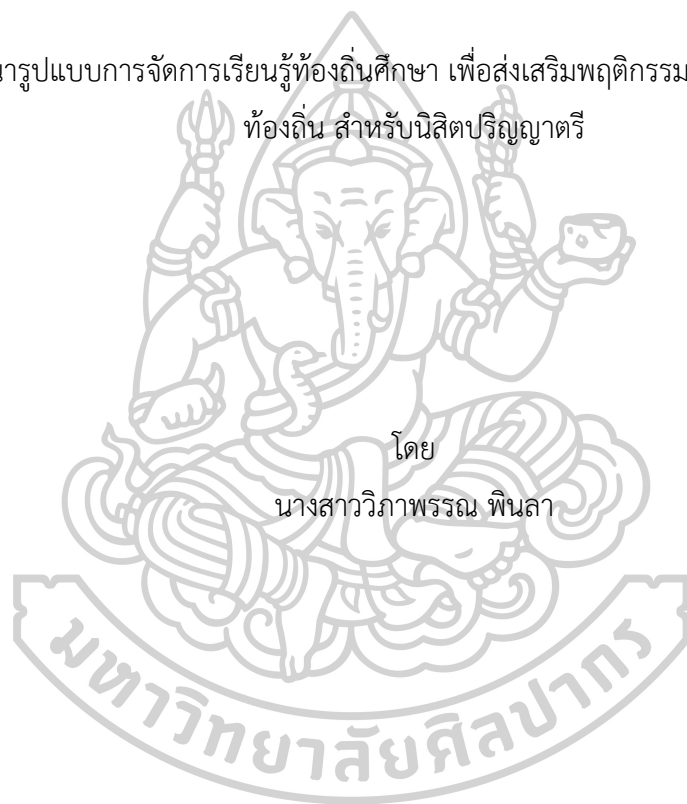 รูปแบบการจัดการเรียนรู้ท้องถิ่นศึกษา เพื่อส่งเสริมพฤติกรรม
ท้องถิ่น สำหรับนิสิตปริญญาตรี
โดย
นางสาววิภาพรรณ พินลา
มหาวิทยาลัยศิลปากร